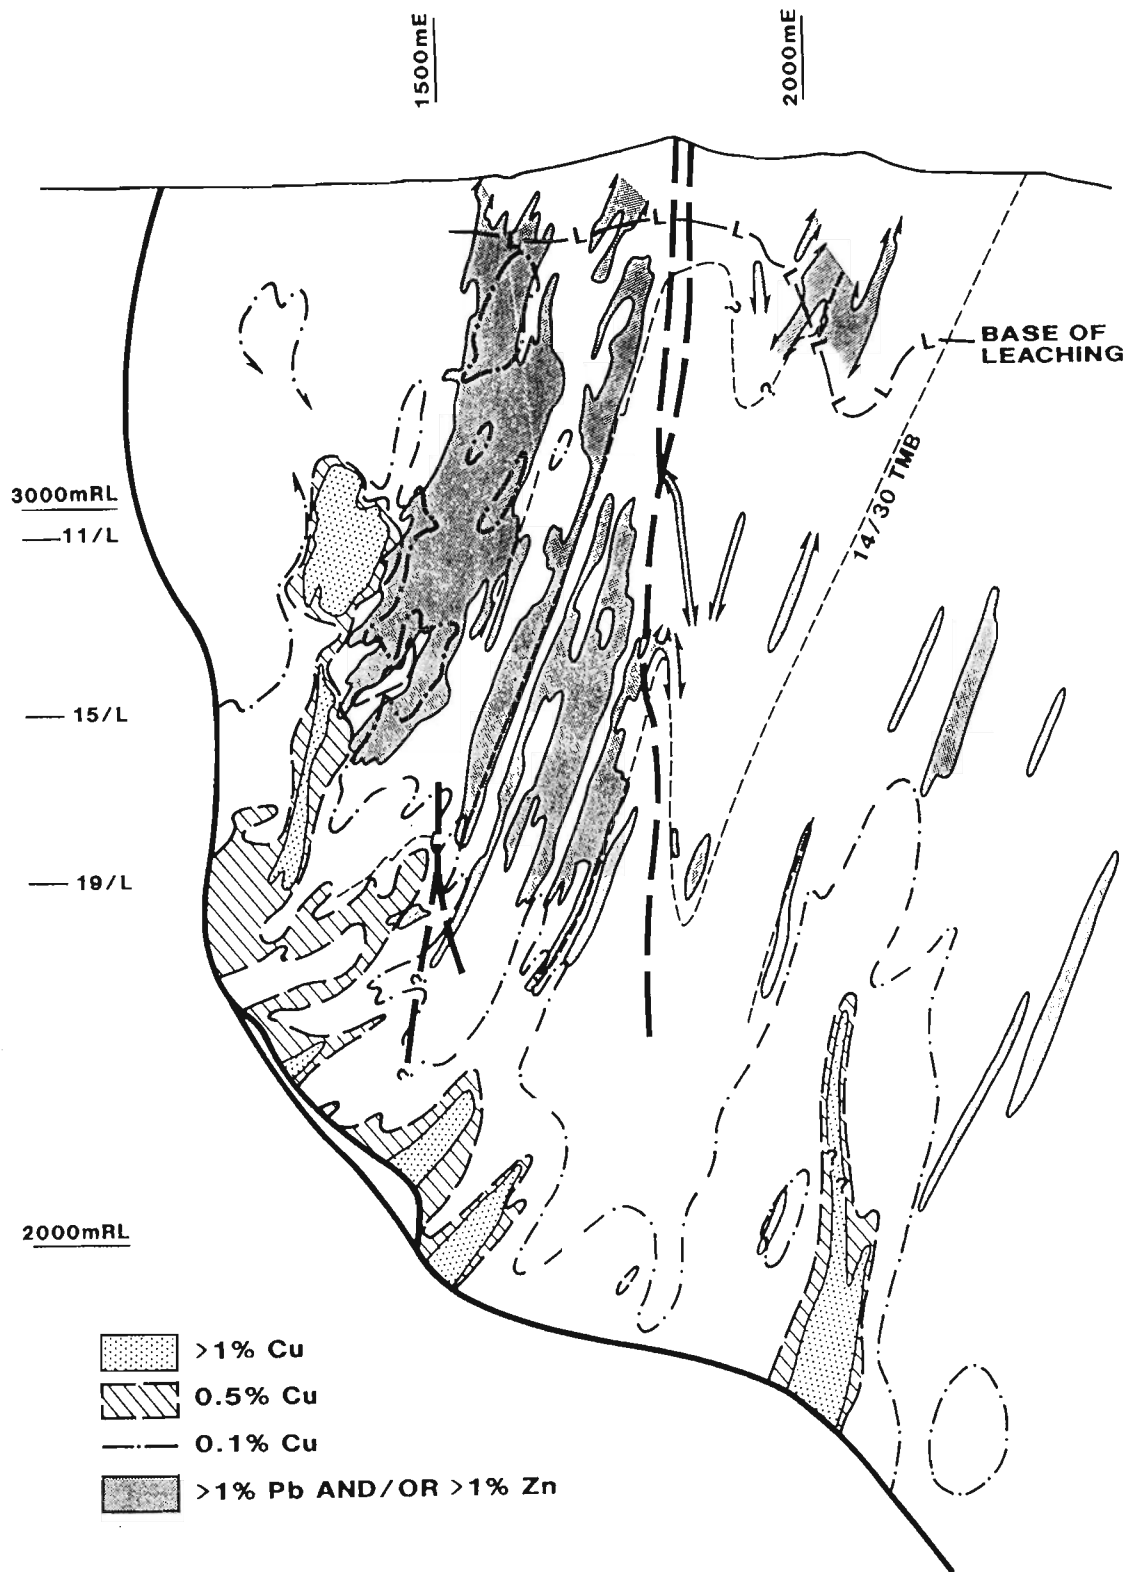 1500mE
2000mE
L
L
L
L
L
L
L
L
L
BASE OF
LEACHING
?
?
14/30 TMB
3000mRL
11/L
15/L
19/L
?
?
?
?
2000mRL
>1% Cu
0.5% Cu
0.1% Cu
>1% Pb AND/OR >1% Zn